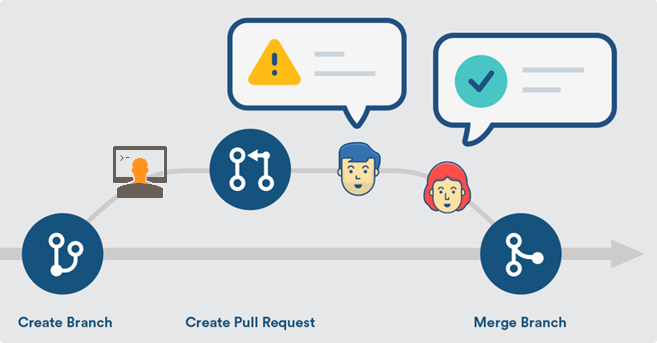 >-
Create Branch
Create Pull Request
Merge Branch